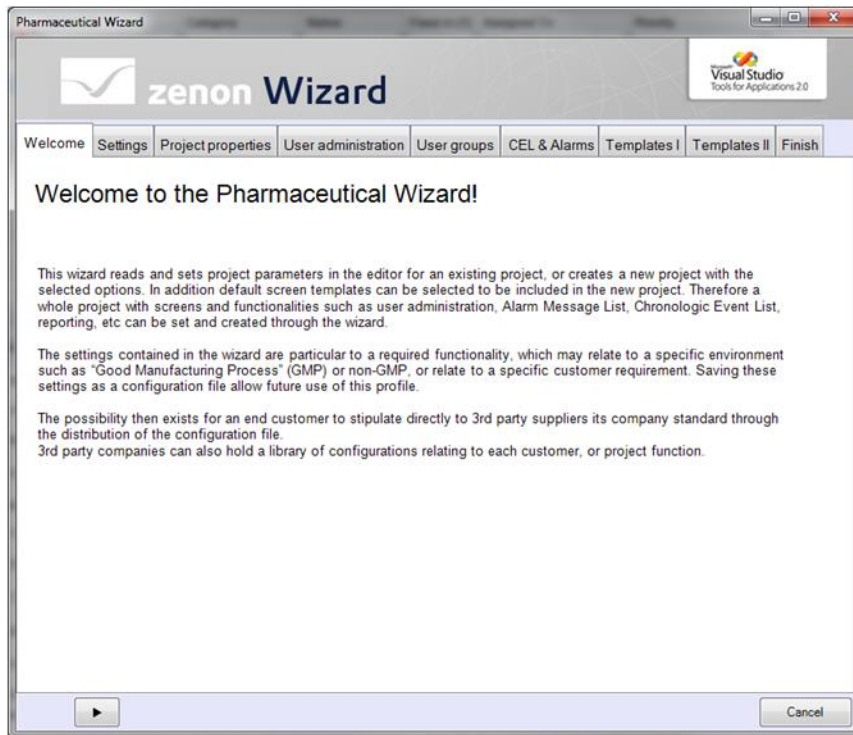 Pharmaceutical Wizard
zenon Wizard
Microsoft
Visual Studio
Tools for Applications 2.0
Welcome Settings Project properties User administration User groups CEL & Alarms Templates I Templates II Finish
Welcome to the Pharmaceutical Wizard!
This wizard reads and sets project parameters in the editor for an existing project, or creates a new project with the
selected options. In addition default screen templates can be selected to be included in the new project. Therefore a
whole project with screens and functionalities such as user administration, Alarm Message List, Chronologic Event List,
reporting, etc can be set and created through the wizard.
The settings contained in the wizard are particular to a required functionality, which may relate to a specific environment
such as “Good Manufacturing Process” (GMP) or non-GMP, or relate to a specific customer requirement. Saving these
settings as a configuration file allow future use of this profile.
The possibility then exists for an end customer to stipulate directly to 3rd party suppliers its company standard through
the distribution of the configuration file.
3rd party companies can also hold a library of configurations relating to each customer, or project function.
Cancel